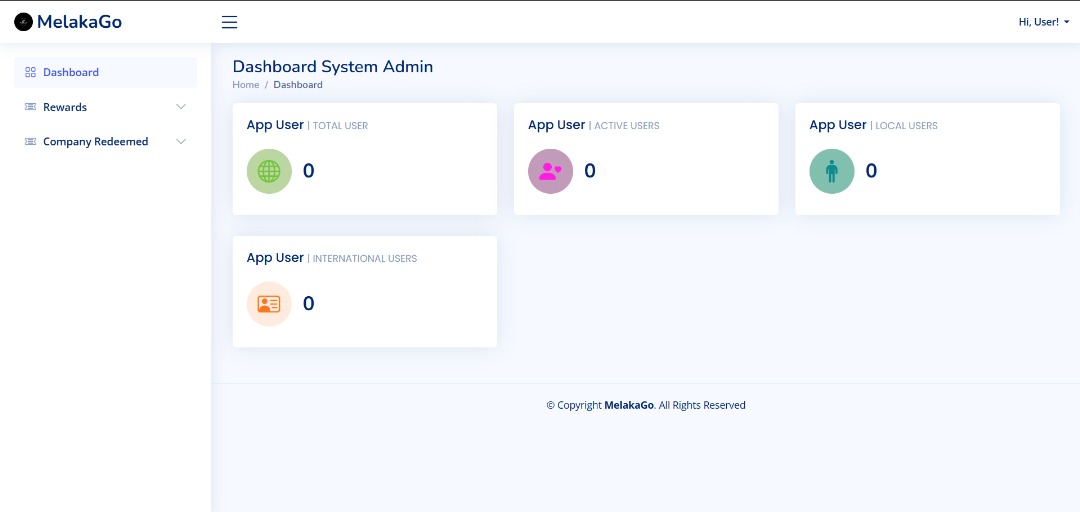 MelakaGo
Hi, User!
Dashboard
Rewards
Company Redeemed
Dashboard System Admin
Home / Dashboard
App User | TOTAL USER
0
App User | ACTIVE USERS
0
App User | LOCAL USERS
0
App User | INTERNATIONAL USERS
0
© Copyright MelakaGo. All Rights Reserved